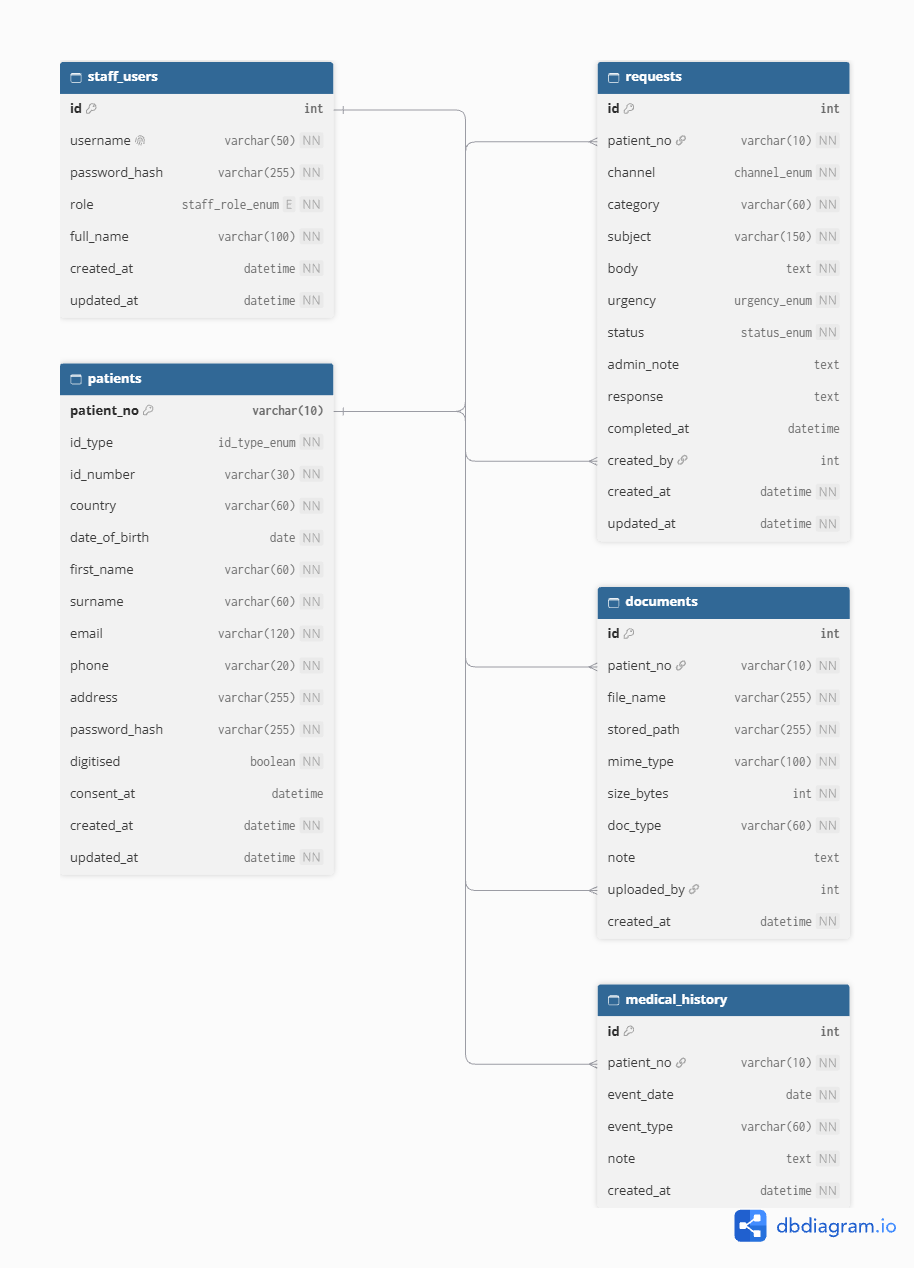 staff_users
id int
username varchar(50) NN
password_hash varchar(255) NN
role staff_role_enum E NN
full_name varchar(100) NN
created_at datetime NN
updated_at datetime NN
patients
patient_no varchar(10)
id_type id_type_enum NN
id_number varchar(30) NN
country varchar(60) NN
date_of_birth date NN
first_name varchar(60) NN
surname varchar(60) NN
email varchar(120) NN
phone varchar(20) NN
address varchar(255) NN
password_hash varchar(255) NN
digitised boolean NN
consent_at datetime
created_at datetime NN
updated_at datetime NN
requests
id int
patient_no varchar(10) NN
channel channel_enum NN
category varchar(60) NN
subject varchar(150) NN
body text NN
urgency urgency_enum NN
status status_enum NN
admin_note text
response text
completed_at datetime
created_by int
created_at datetime NN
updated_at datetime NN
documents
id int
patient_no varchar(10) NN
file_name varchar(255) NN
stored_path varchar(255) NN
mime_type varchar(100) NN
size_bytes int NN
doc_type varchar(60) NN
note text
uploaded_by int
created_at datetime NN
medical_history
id int
patient_no varchar(10) NN
event_date date NN
event_type varchar(60) NN
note text NN
created_at datetime NN
dbdiagram.io